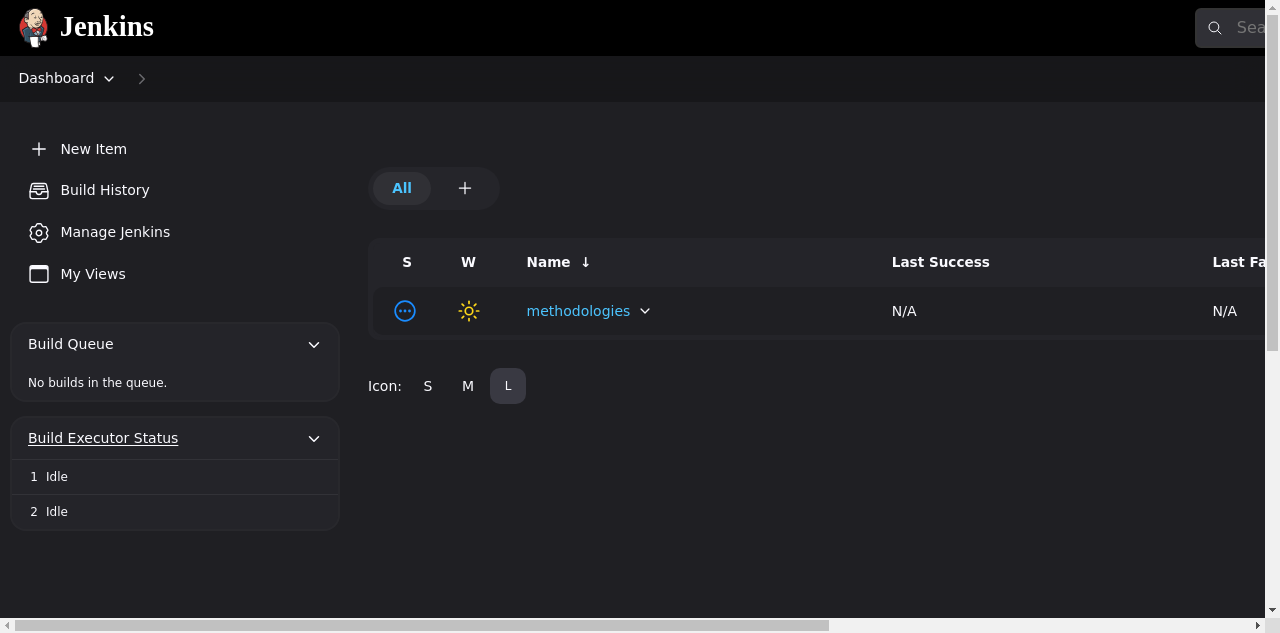 Jenkins
Sea
Dashboard
New Item
Build History
Manage Jenkins
My Views
Build Queue
No builds in the queue.
Build Executor Status
1 Idle
2 Idle
All
S W Name ↓ Last Success Last Fa
methodologies N/A N/A
Icon: S M L